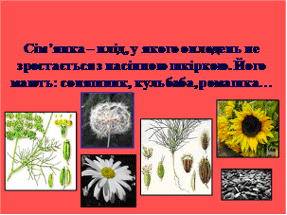 Сім’янка – плід, у якого оплодень не
зростається з насінною шкіркою. Його
мають: соняшник, кульбаба, ромашка…